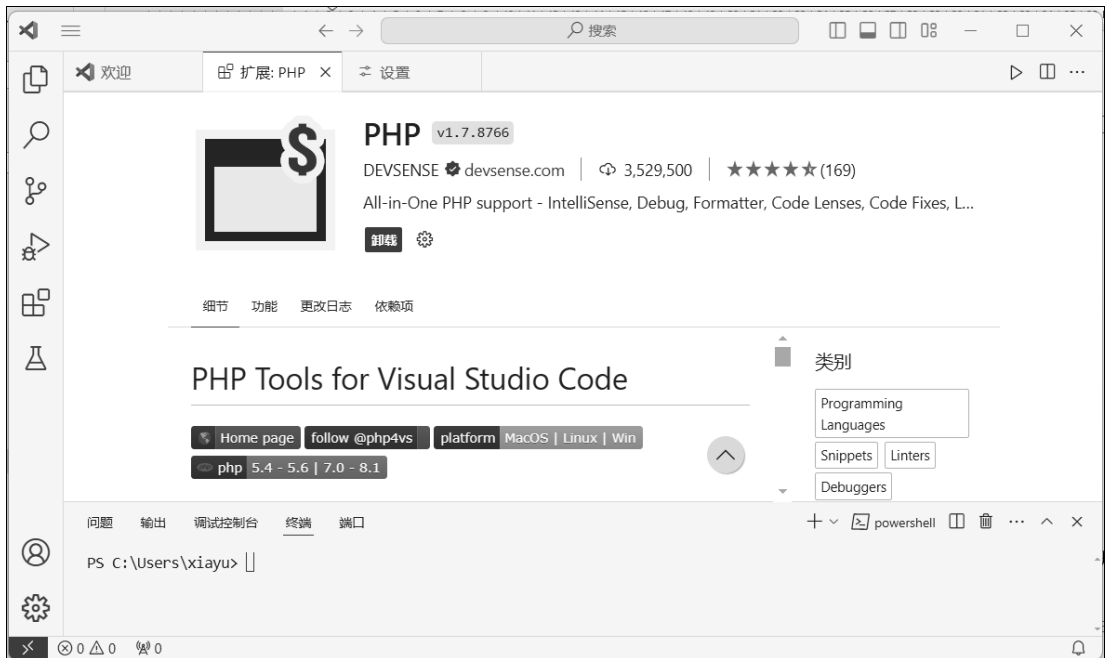 搜索
欢迎
扩展: PHP
设置
PHP v1.7.8766
DEVSENSE devsense.com 3,529,500 (169)
All-in-One PHP support - IntelliSense, Debug, Formatter, Code Lenses, Code Fixes, L...
卸载
细节 功能 更改日志 依赖项
PHP Tools for Visual Studio Code
Home page follow @php4vs platform MacOS | Linux | Win
php 5.4 - 5.6 | 7.0 - 8.1
类别
Programming
Languages
Snippets Linters
Debuggers
问题 输出 调试控制台 终端 端口
powershell
PS C:\Users\xiayu>
0 0 0